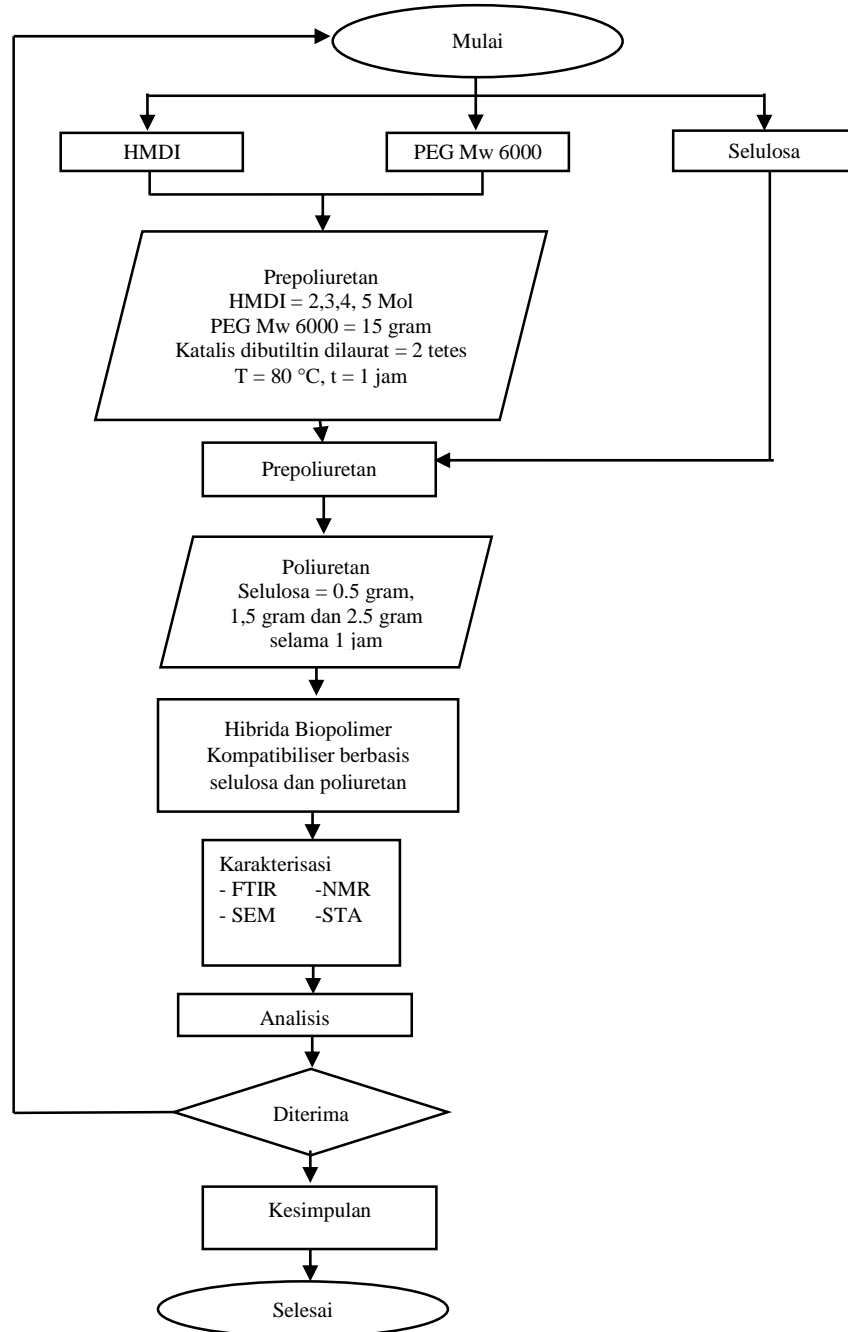 Mulai
HMDI
PEG Mw 6000
Selulosa
Prepoliuretan
HMDI = 2,3,4, 5 Mol
PEG Mw 6000 = 15 gram
Katalis dibutiltin dilaurat = 2 tetes
T = 80 °C, t = 1 jam
Prepoliuretan
Poliuretan
Selulosa = 0.5 gram,
1,5 gram dan 2.5 gram
selama 1 jam
Hibrida Biopolimer
Kompatibiliser berbasis
selulosa dan poliuretan
Karakterisasi
- FTIR -NMR
- SEM -STA
Analisis
Diterima
Kesimpulan
Selesai